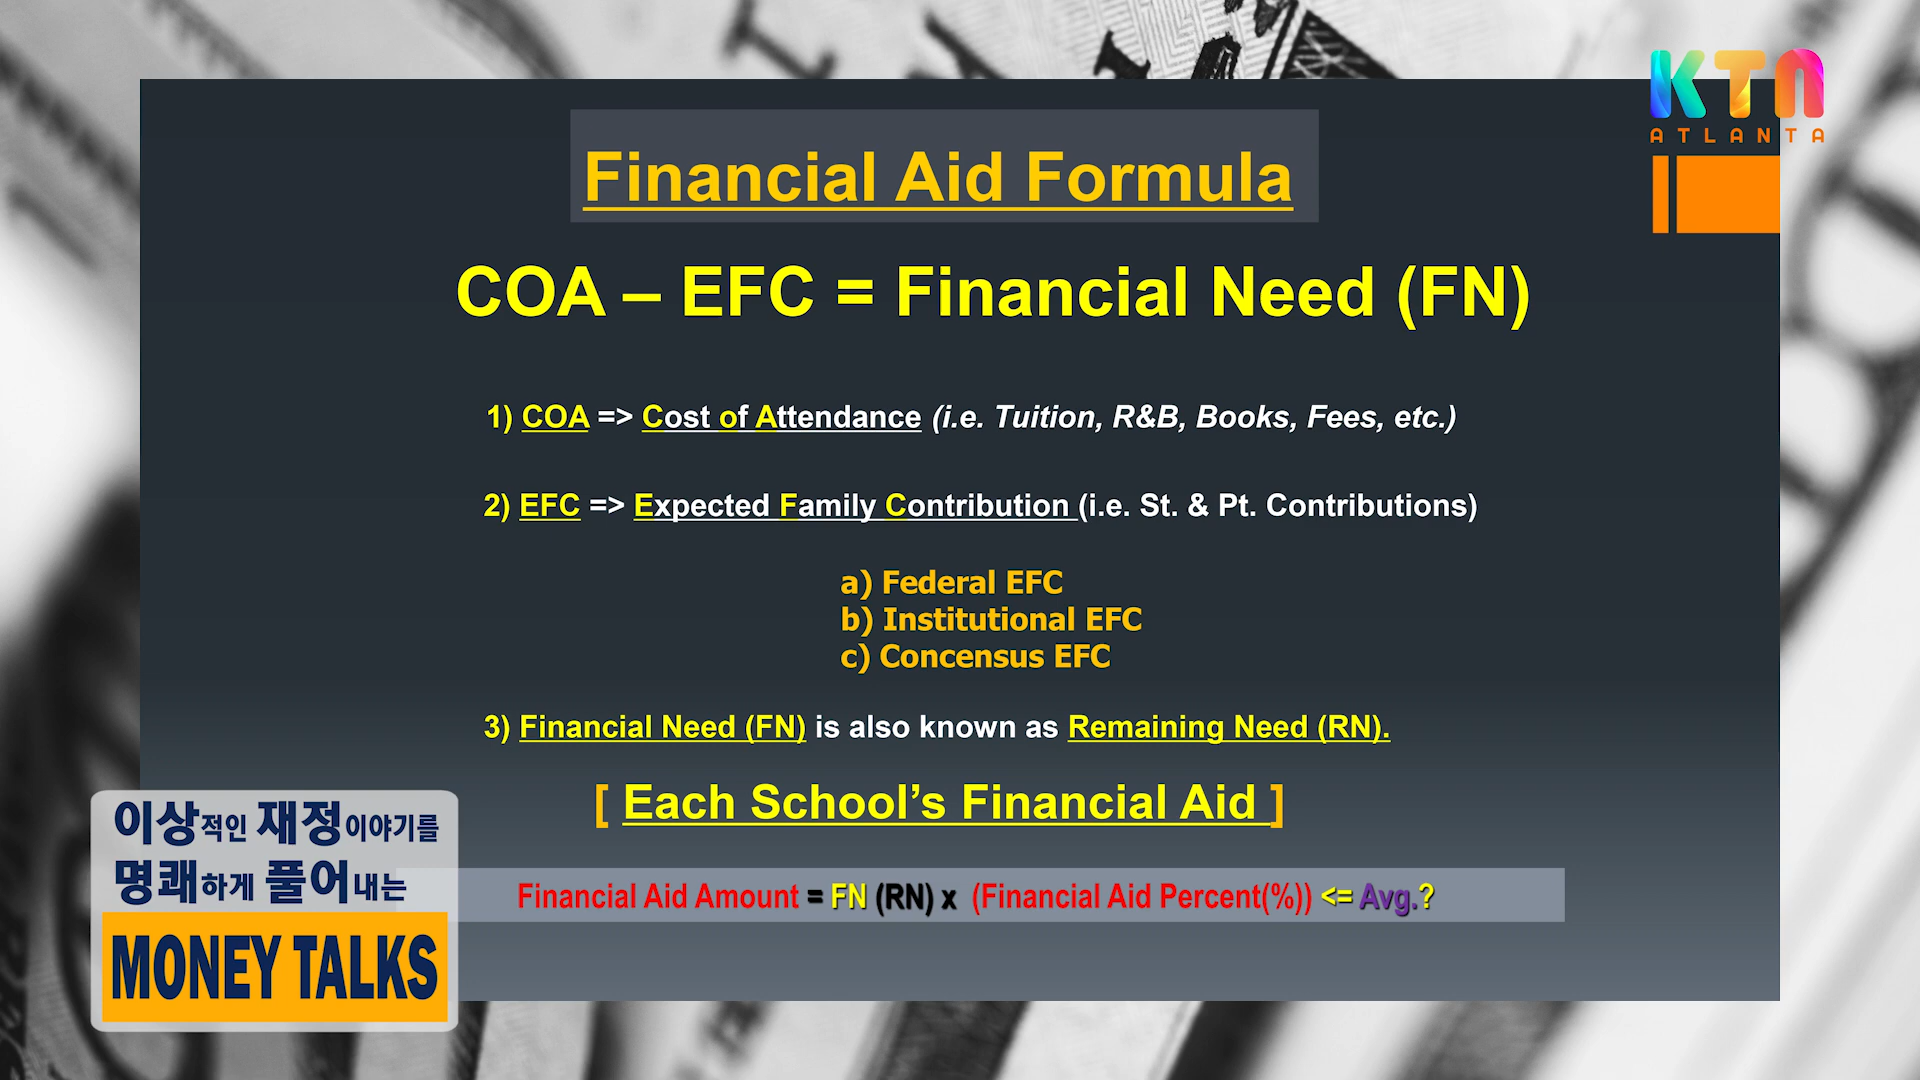 KTN
ATLANTA
Financial Aid Formula
COA – EFC = Financial Need (FN)
1) COA => Cost of Attendance (i.e. Tuition, R&B, Books, Fees, etc.)
2) EFC => Expected Family Contribution (i.e. St. & Pt. Contributions)
a) Federal EFC
b) Institutional EFC
c) Concensus EFC
3) Financial Need (FN) is also known as Remaining Need (RN).
[ Each School’s Financial Aid ]
Financial Aid Amount = FN (RN) x (Financial Aid Percent(%)) <= Avg.?
이상적인 재정이야기를
명쾌하게 풀어내는
MONEY TALKS